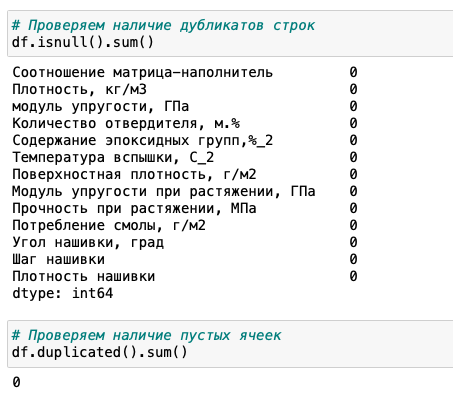 # Проверяем наличие дубликатов строк
df.isnull().sum()
Соотношение матрица-наполнитель 0
Плотность, кг/м3 0
модуль упругости, ГПа 0
Количество отвердителя, м.% 0
Содержание эпоксидных групп,%_2 0
Температура вспышки, С_2 0
Поверхностная плотность, г/м2 0
Модуль упругости при растяжении, ГПа 0
Прочность при растяжении, МПа 0
Потребление смолы, г/м2 0
Угол нашивки, град 0
Шаг нашивки 0
Плотность нашивки 0
dtype: int64
# Проверяем наличие пустых ячеек
df.duplicated().sum()
0